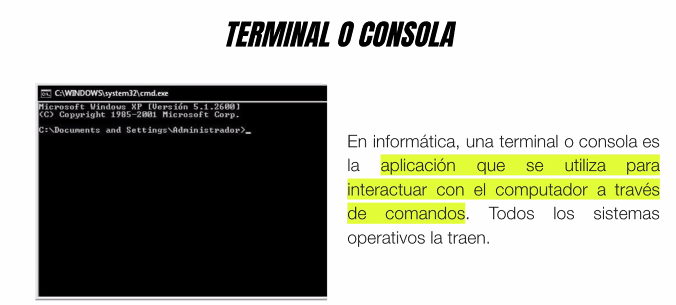 TERMINAL O CONSOLA
C:\WINDOWS\system32\cmd.exe
Microsoft Windows XP [Versión 5.1.2600]
(C) Copyright 1985-2001 Microsoft Corp.
C:\Documents and Settings\Administrador>_
En informática, una terminal o consola es
la aplicación que se utiliza para
interactuar con el computador a través
de comandos. Todos los sistemas
operativos la traen.